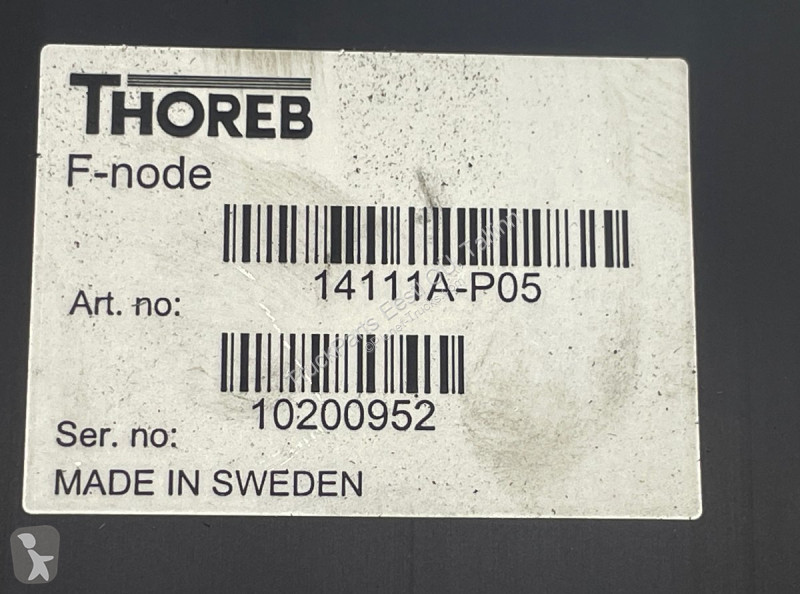 THOREB
F-node
14111A-P05
Art. no:
10200952
Ser. no:
MADE IN SWEDEN